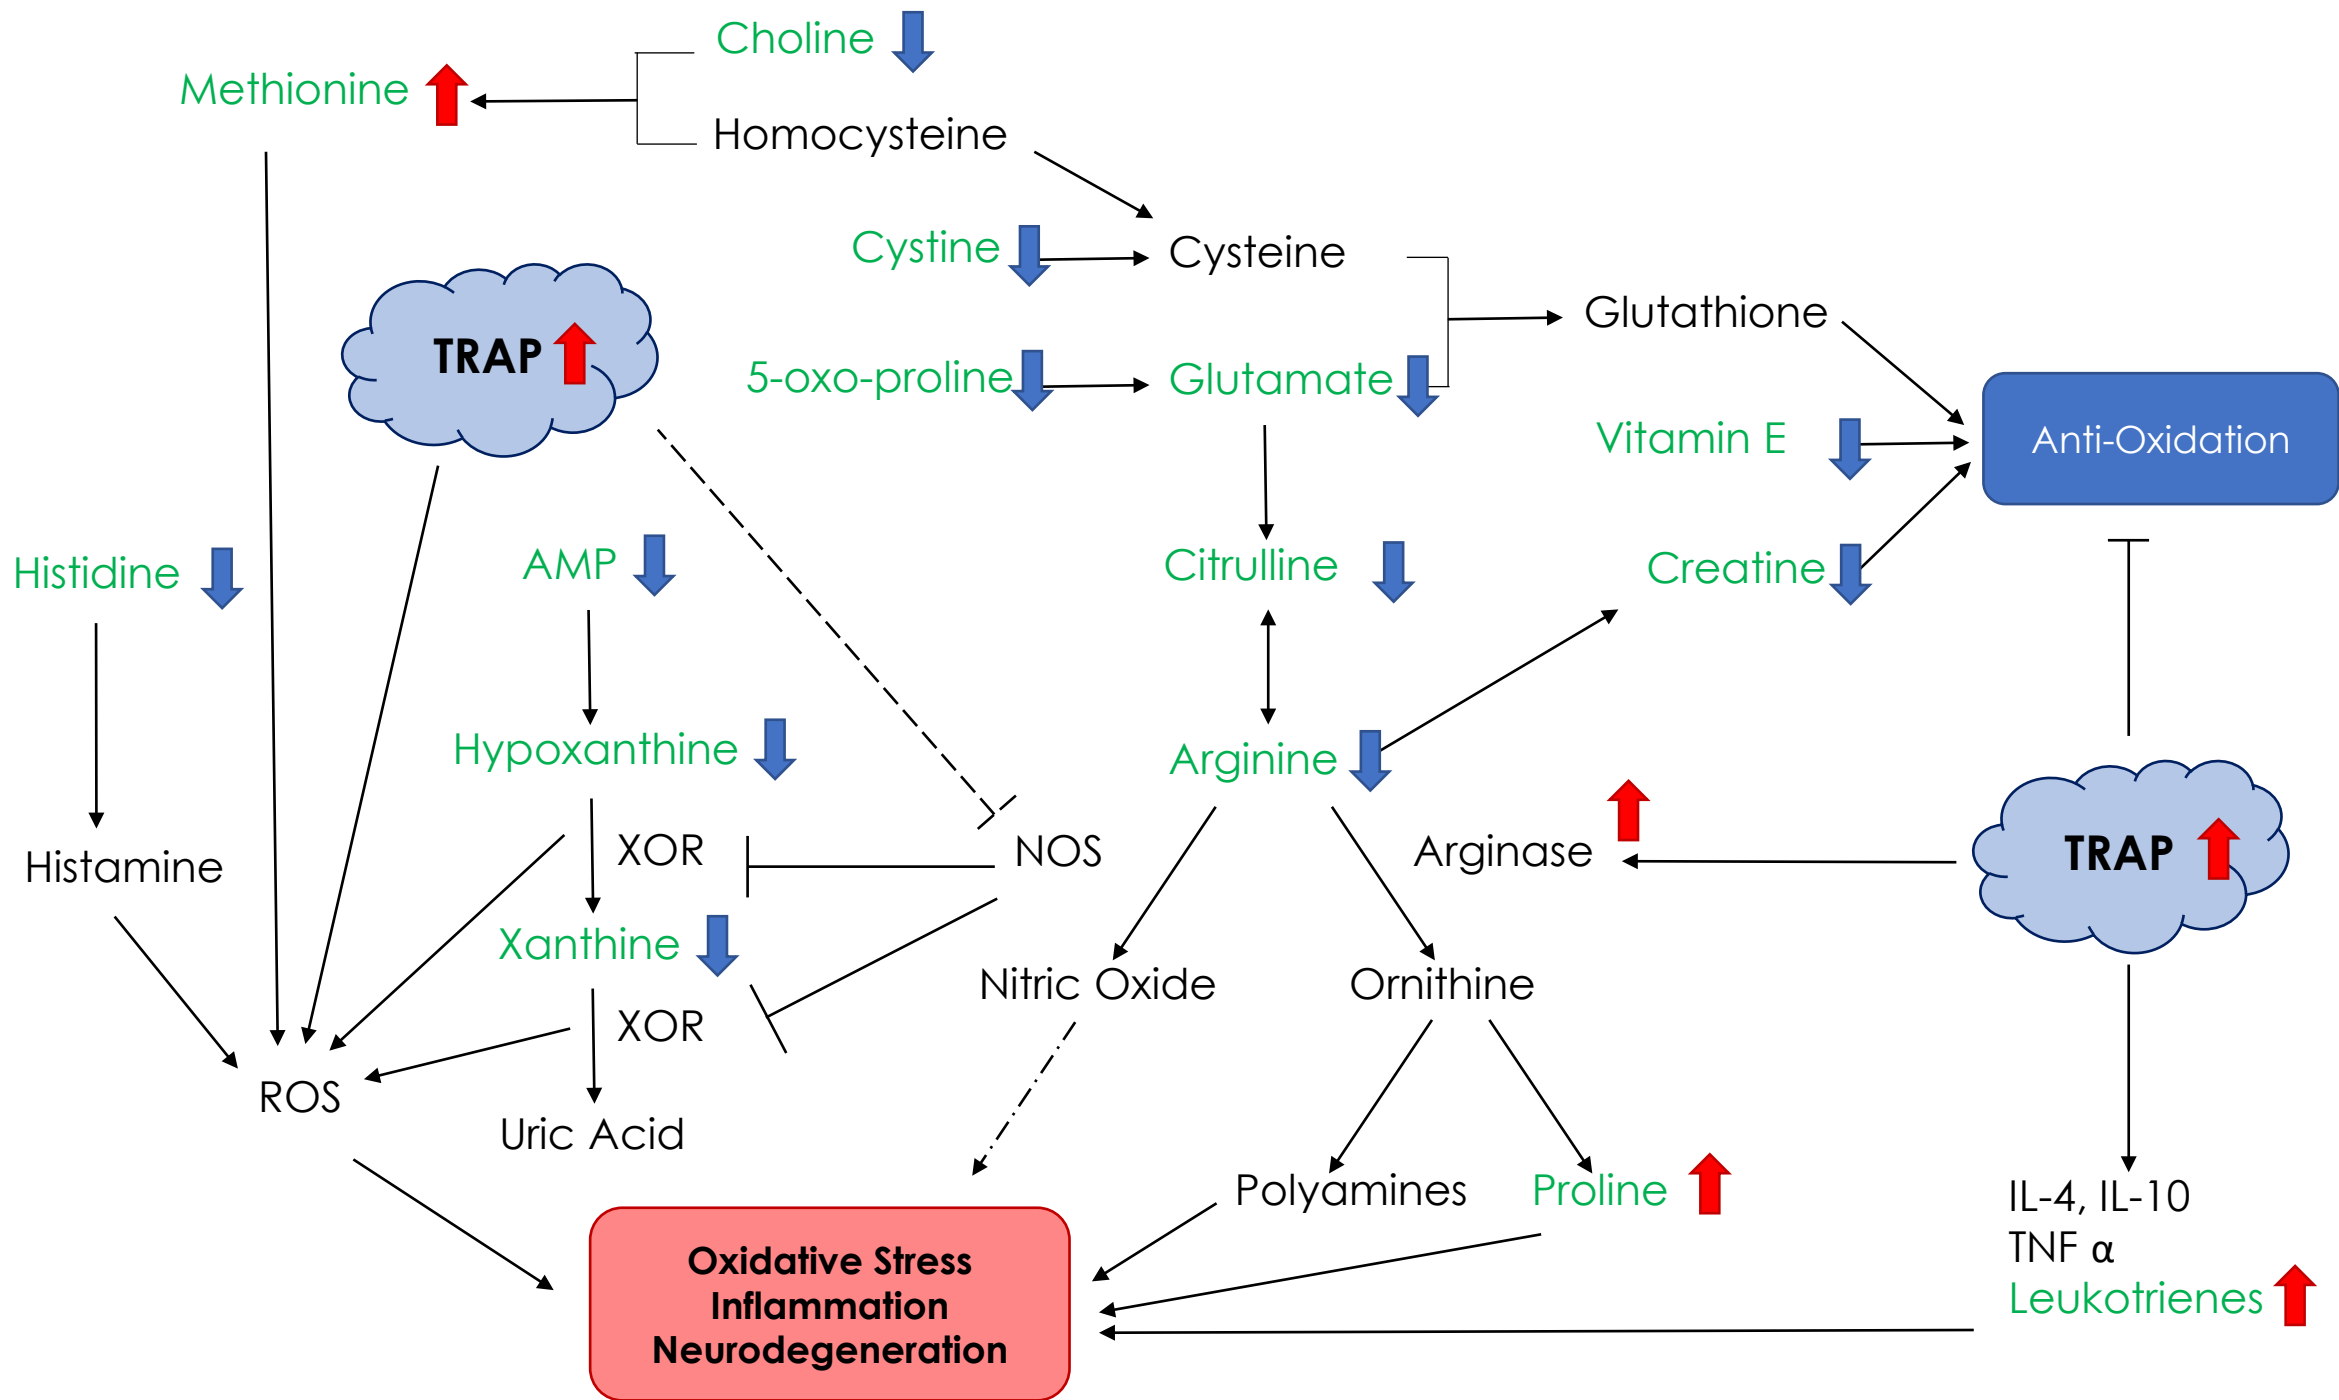 Choline
Methionine
Homocysteine
Cystine
Cysteine
Glutathione
TRAP
5-oxo-proline
Glutamate
Vitamin E
Anti-Oxidation
Histidine
AMP
Citrulline
Creatine
Hypoxanthine
Arginine
Histamine
XOR
NOS
Arginase
TRAP
Xanthine
Nitric Oxide
Ornithine
XOR
ROS
Uric Acid
Polyamines
Proline
IL-4, IL-10
TNF α
Leukotrienes
Oxidative Stress
Inflammation
Neurodegeneration